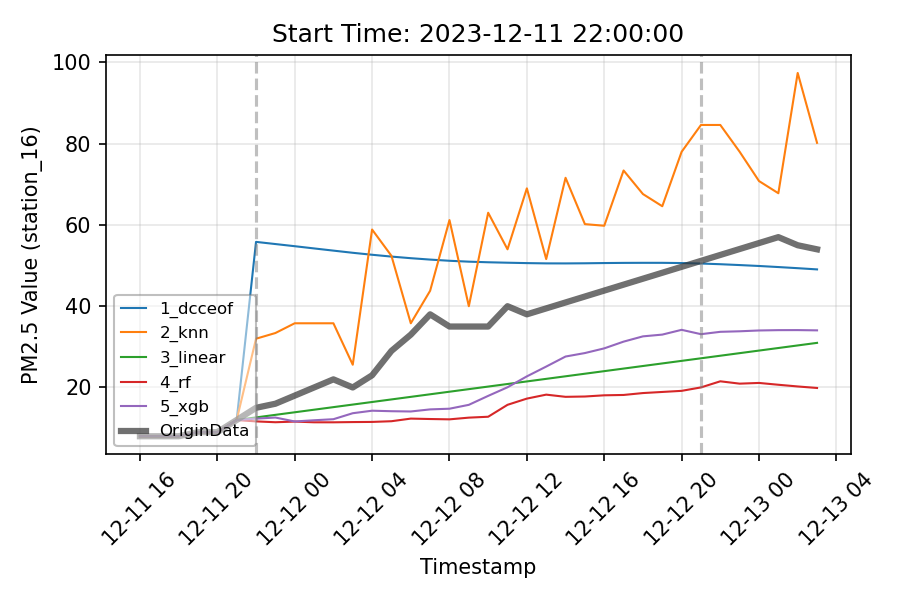 Start Time: 2023-12-11 22:00:00
PM2.5 Value (station_16)
100
80
60
40
20
1_dcceof
2_knn
3_linear
4_rf
5_xgb
OriginData
12-11 16
12-11 20
12-12 00
12-12 04
12-12 08
12-12 12
12-12 16
12-12 20
12-13 00
12-13 04
Timestamp